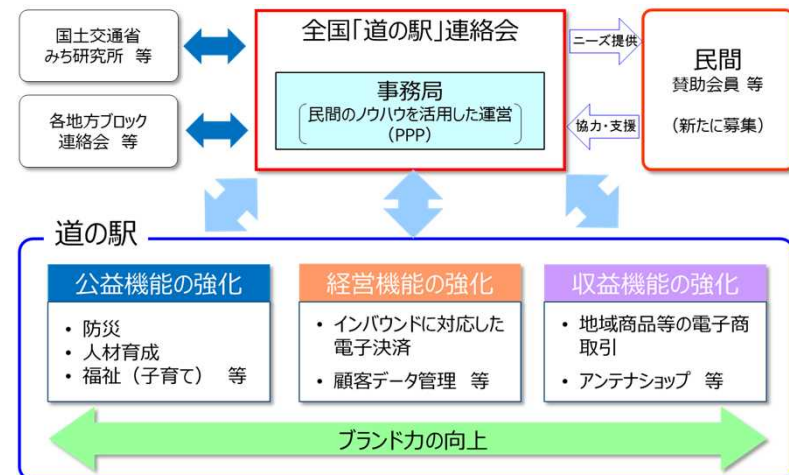 国土交通省
みち研究所 等
各地方ブロック
連絡会 等
全国「道の駅」連絡会
事務局
民間のノウハウを活用した運営
(PPP)
ニーズ提供
協力・支援
民間
賛助会員 等
(新たに募集)
道の駅
公益機能の強化
・ 防災
・ 人材育成
・ 福祉（子育て） 等
経営機能の強化
・ インバウンドに対応した
電子決済
・ 顧客データ管理 等
収益機能の強化
・ 地域商品等の電子商
取引
・ アンテナショップ 等
ブランド力の向上